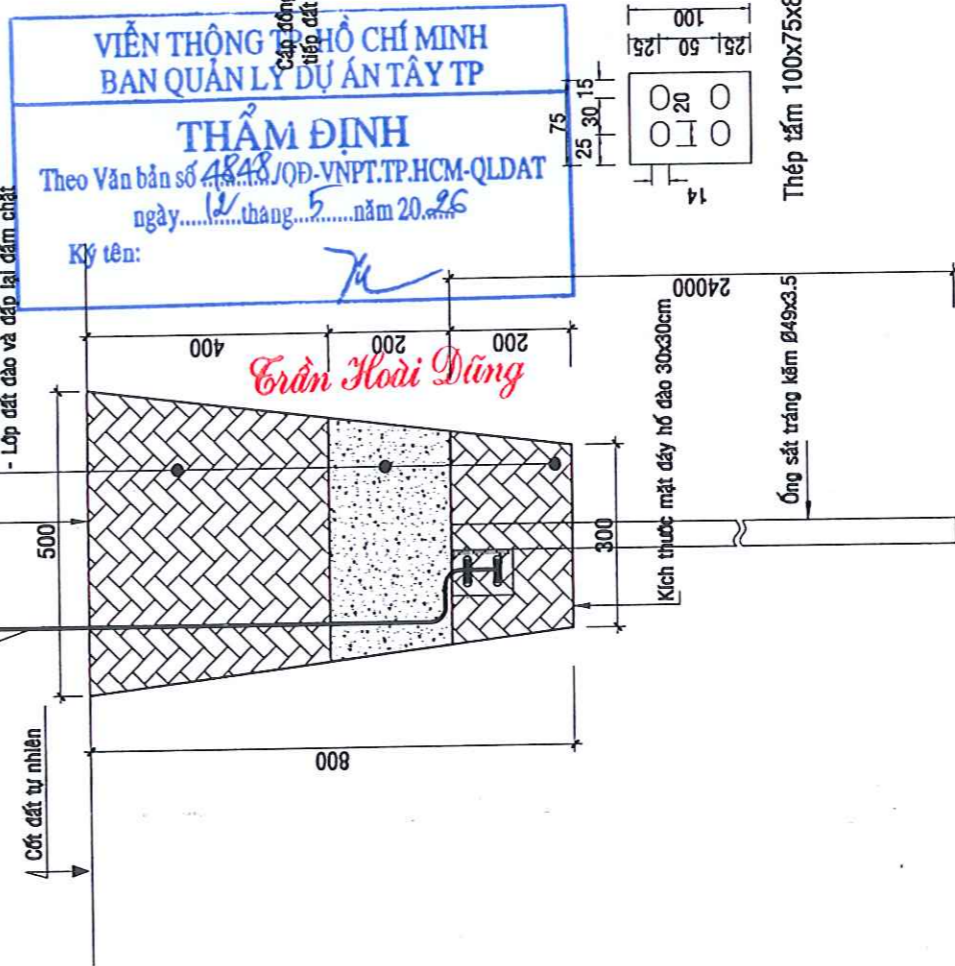 - Lớp đất đào và đắp lại đầm chặt
VIỄN THÔNG TP HỒ CHÍ MINH
BAN QUẢN LÝ DỰ ÁN TÂY TP
Cáp đồng
tiếp đất
THẨM ĐỊNH
Theo Văn bản số 4848/QĐ-VNPT.TP.HCM-QLDAT
ngày 12 tháng 5 năm 2026
Ký tên:
Trần Hoài Dũng
Cốt đất tự nhiên
500
400
200
200
800
300
24000
Kích thước mặt đáy hố đào 30x30cm
Ống sắt tráng kẽm Ø49x3.5
75
25
30
15
20
14
100
25
50
25
Thép tấm 100x75x8